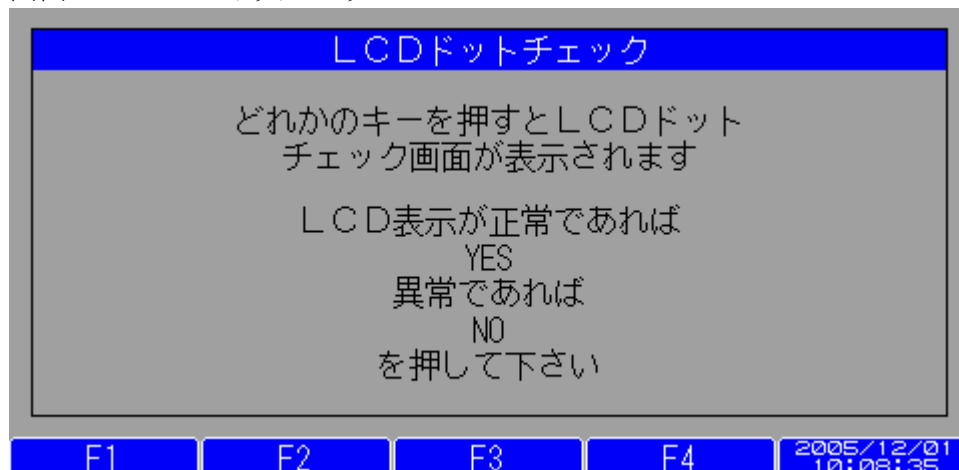 LCDドットチェック
どれかのキーを押すとLCDドット
チェック画面が表示されます
LCD表示が正常であれば
YES
異常であれば
NO
を押して下さい
F1 F2 F3 F4 2005/12/01
10:08:35